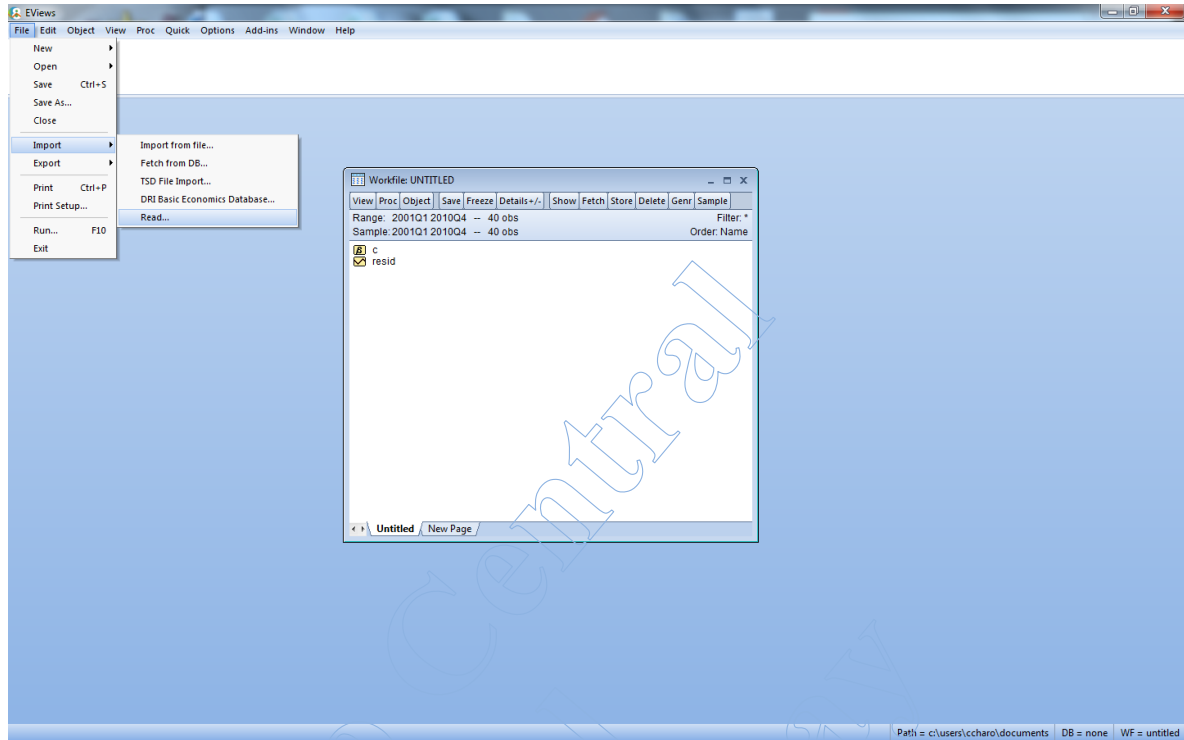 EViews
File Edit Object View Proc Quick Options Add-ins Window Help
New
Open
Save Ctrl+S
Save As...
Close
Import
Export
Print Ctrl+P
Print Setup...
Run... F10
Exit
Import from file...
Fetch from DB...
TSD File Import...
DRI Basic Economics Database...
Read...
Workfile: UNTITLED
View Proc Object Save Freeze Details+/- Show Fetch Store Delete Genr Sample
Range: 2001Q1 2010Q4 -- 40 obs Filter: *
Sample: 2001Q1 2010Q4 -- 40 obs Order: Name
c
resid
Untitled New Page
Central
Path = c:\users\ccharo\documents DB = none WF = untitled